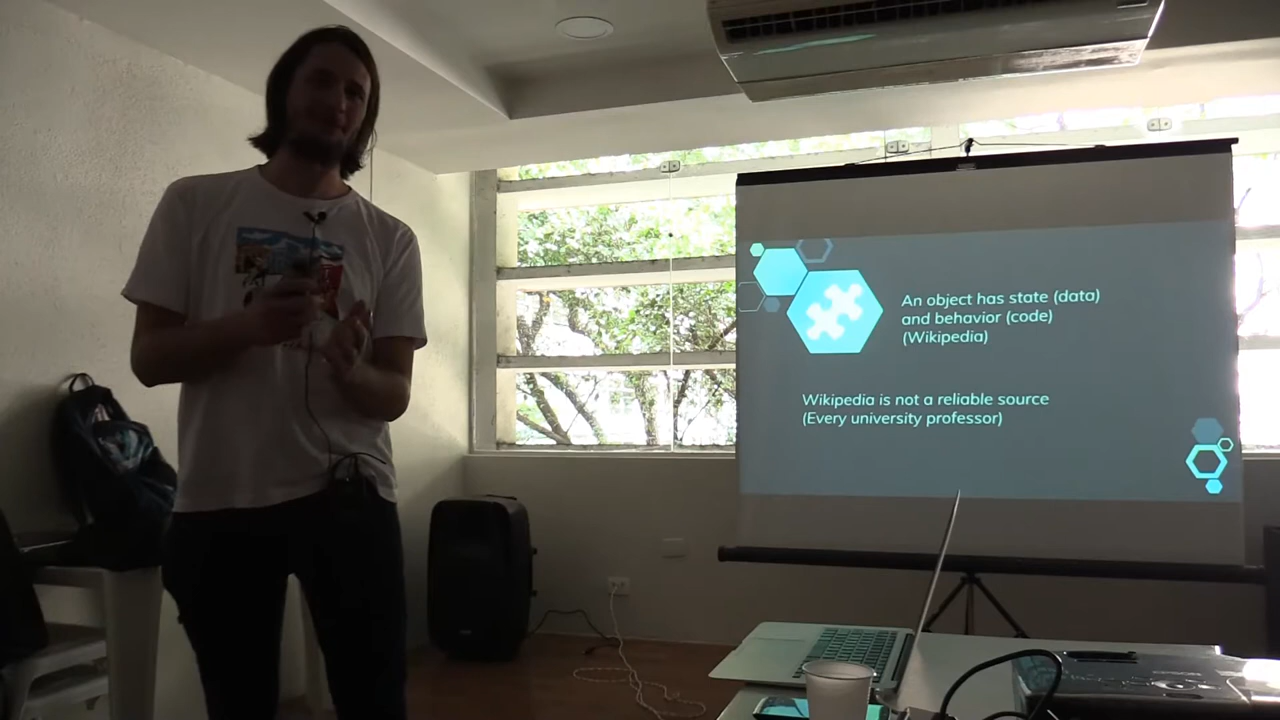 An object has state (data)
and behavior (code)
(Wikipedia)
Wikipedia is not a reliable source
(Every university professor)